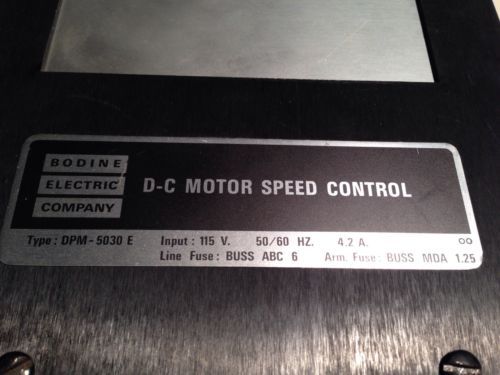 BODINE
ELECTRIC
COMPANY
D-C MOTOR SPEED CONTROL
Type: DPM-5030 E Input: 115 V. 50/60 HZ. 4.2 A. OO
Line Fuse: BUSS ABC 6 Arm. Fuse: BUSS MDA 1.25